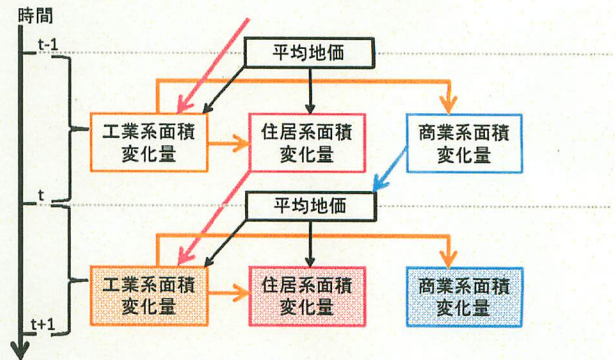 時間
t-1
平均地価
工業系面積
変化量
住居系面積
変化量
商業系面積
変化量
t
平均地価
工業系面積
変化量
住居系面積
変化量
商業系面積
変化量
t+1